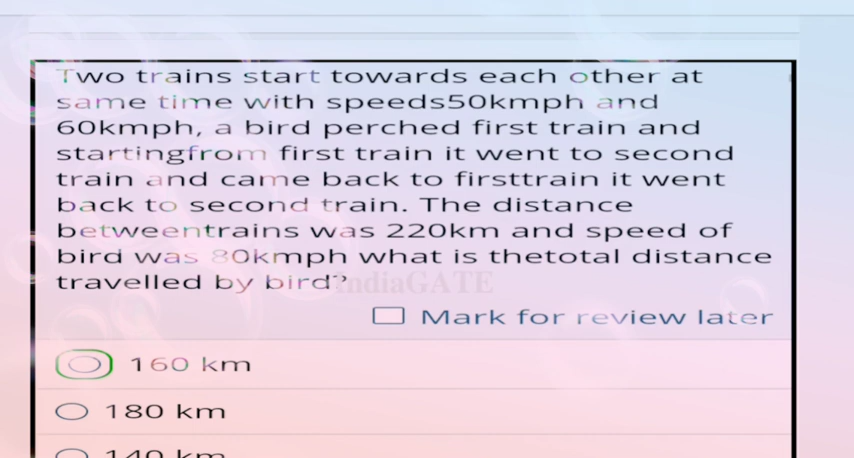 Two trains start towards each other at
same time with speeds50kmph and
60kmph, a bird perched first train and
startingfrom first train it went to second
train and came back to firsttrain it went
back to second train. The distance
betweentrains was 220km and speed of
bird was 80kmph what is thetotal distance
travelled by bird?
IndiaGATE
Mark for review later
160 km
180 km
140 km